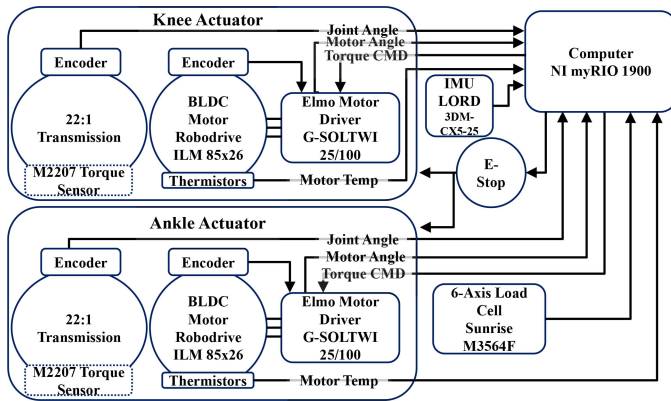 Knee Actuator
Joint Angle
Motor Angle
Torque CMD
Encoder
Encoder
22:1
Transmission
M2207 Torque
Sensor
BLDC
Motor
Robodrive
ILM 85x26
Thermistors
Elmo Motor
Driver
G-SOLTWI
25/100
Motor Temp
IMU
LORD
3DM-
CX5-25
Computer
NI myRIO 1900
E-
Stop
Ankle Actuator
Joint Angle
Motor Angle
Torque CMD
Encoder
Encoder
22:1
Transmission
M2207 Torque
Sensor
BLDC
Motor
Robodrive
ILM 85x26
Thermistors
Elmo Motor
Driver
G-SOLTWI
25/100
Motor Temp
6-Axis Load
Cell
Sunrise
M3564F